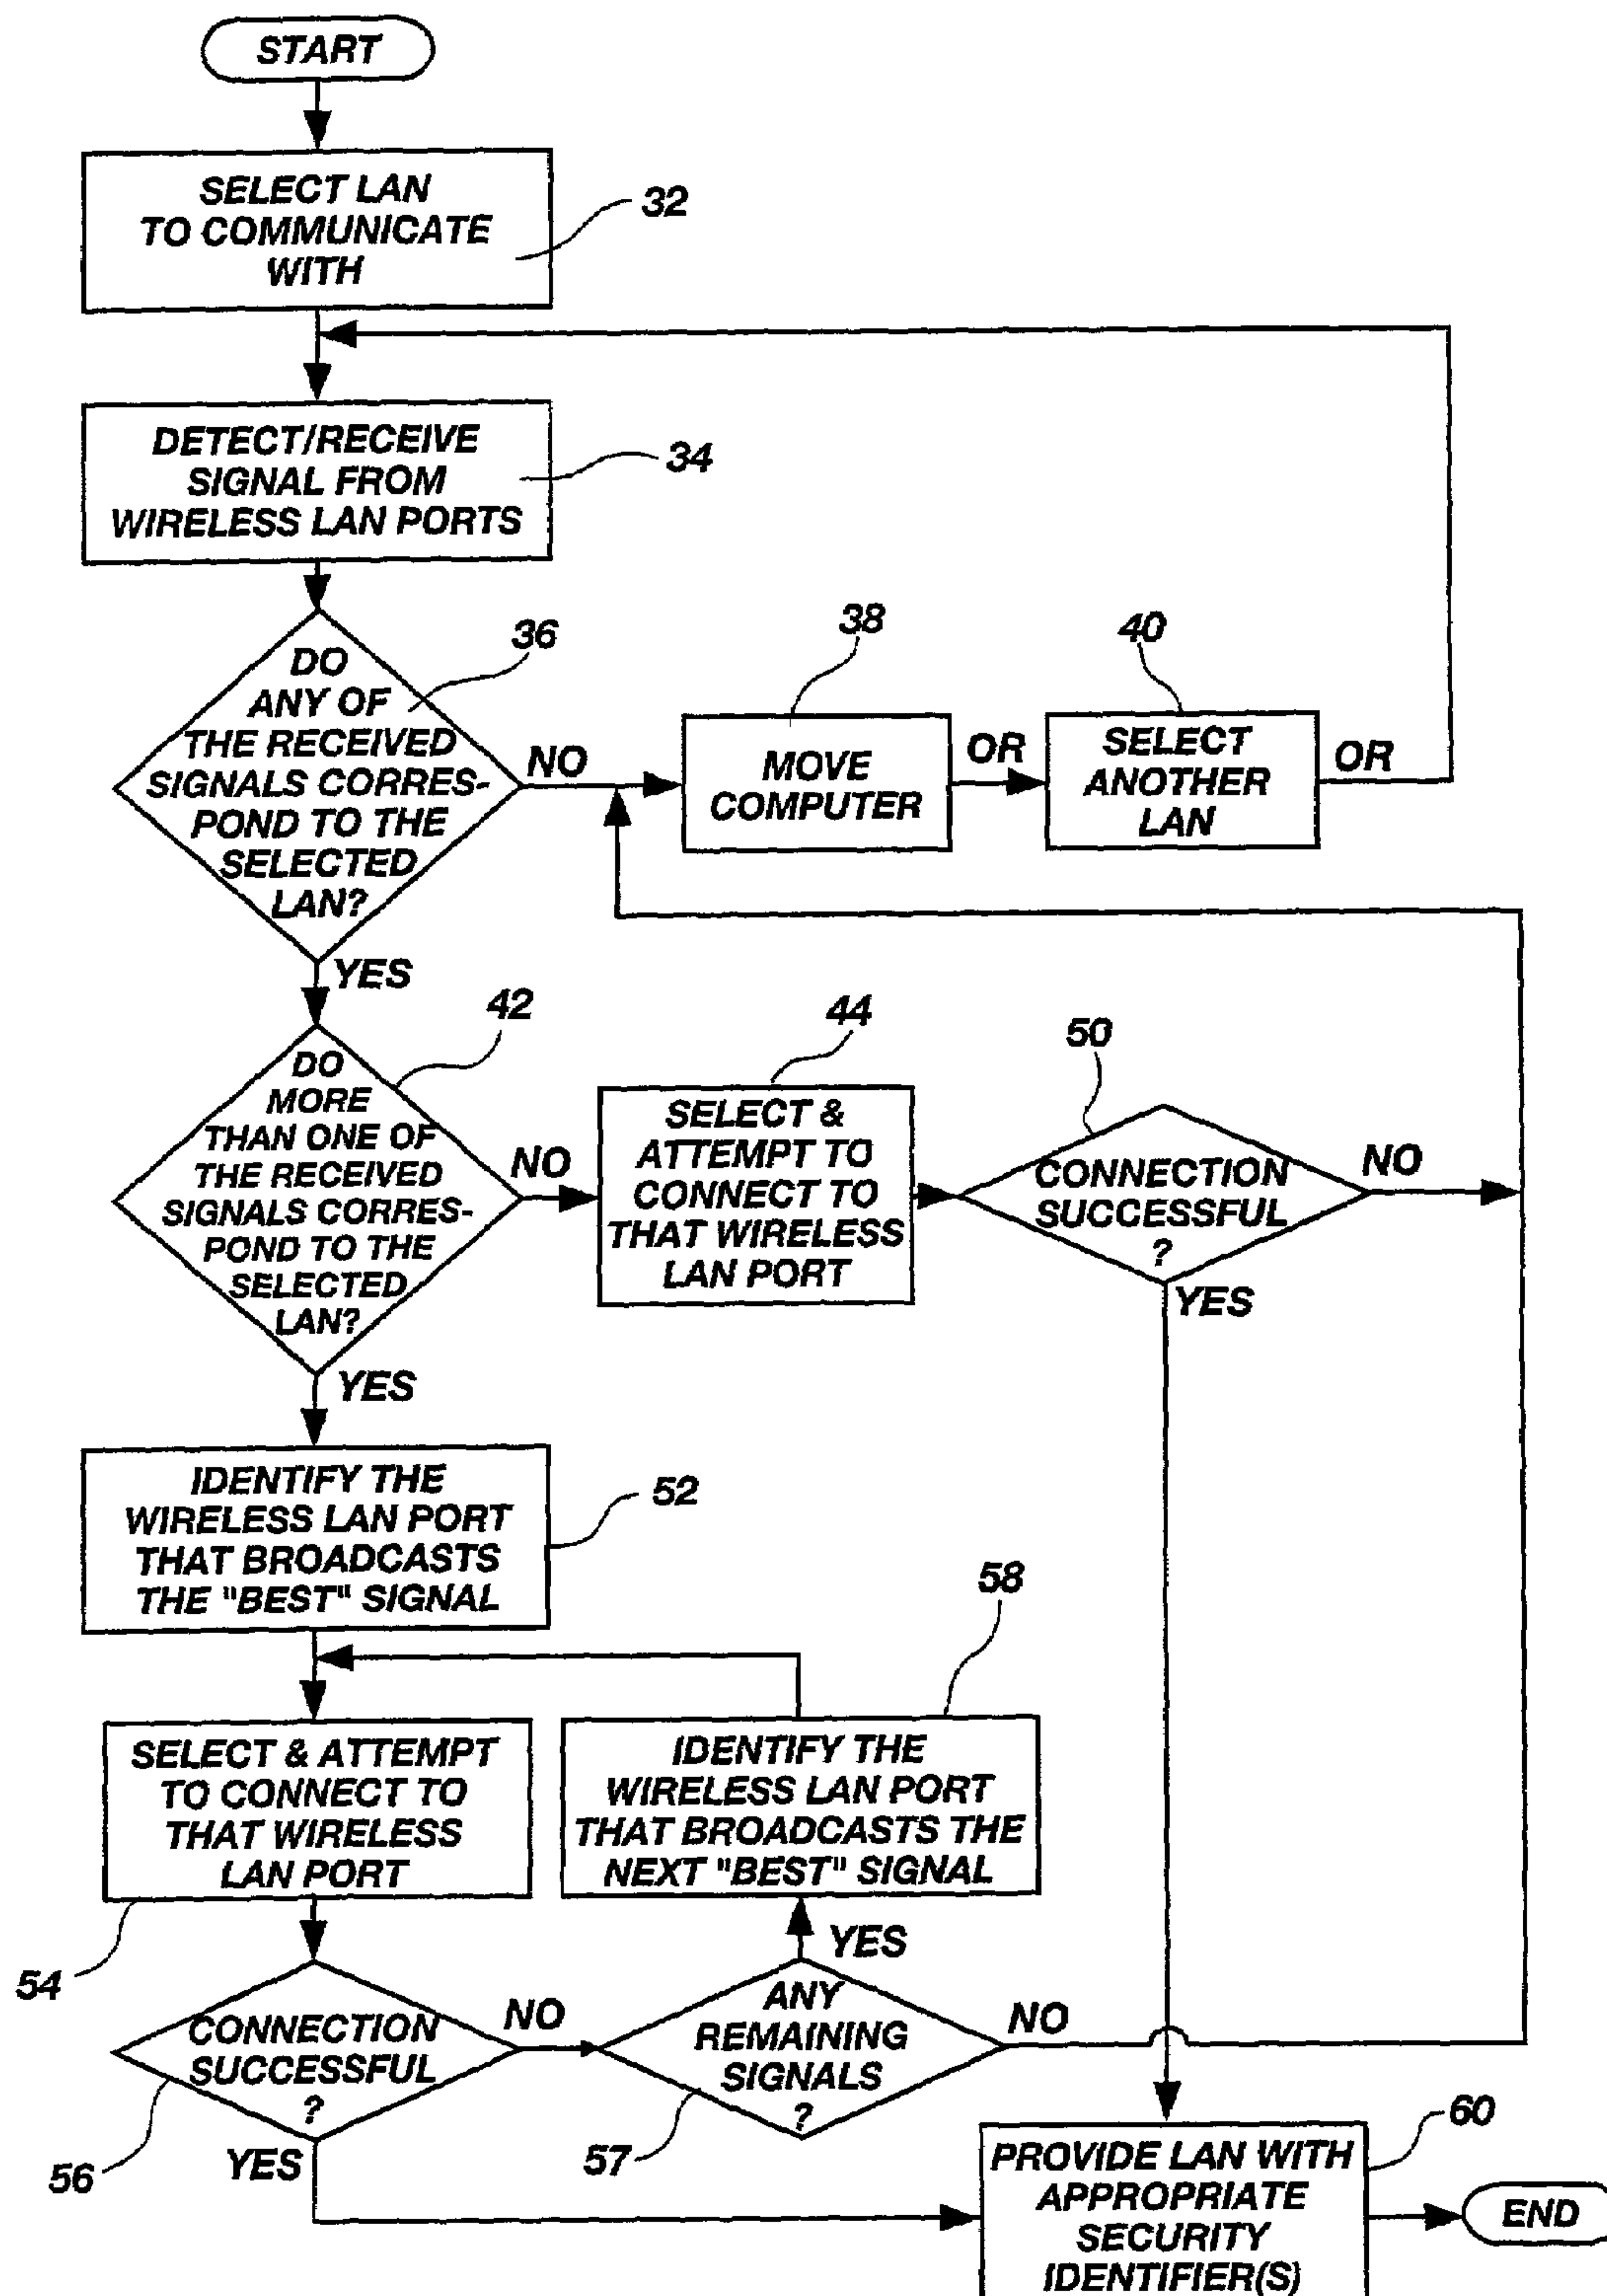 START
SELECT LAN
TO COMMUNICATE
WITH
32
DETECT/RECEIVE
SIGNAL FROM
WIRELESS LAN PORTS
34
DO
ANY OF
THE RECEIVED
SIGNALS CORRES-
POND TO THE
SELECTED
LAN?
36
NO
38
MOVE
COMPUTER
OR
40
SELECT
ANOTHER
LAN
OR
YES
42
DO
MORE
THAN ONE OF
THE RECEIVED
SIGNALS CORRES-
POND TO THE
SELECTED
LAN?
NO
44
SELECT &
ATTEMPT TO
CONNECT TO
THAT WIRELESS
LAN PORT
50
CONNECTION
SUCCESSFUL
?
NO
YES
YES
IDENTIFY THE
WIRELESS LAN PORT
THAT BROADCASTS
THE "BEST" SIGNAL
52
58
SELECT & ATTEMPT
TO CONNECT TO
THAT WIRELESS
LAN PORT
54
IDENTIFY THE
WIRELESS LAN PORT
THAT BROADCASTS THE
NEXT "BEST" SIGNAL
YES
CONNECTION
SUCCESSFUL
?
56
NO
ANY
REMAINING
SIGNALS
?
57
NO
YES
PROVIDE LAN WITH
APPROPRIATE
SECURITY
IDENTIFIER(S)
60
END